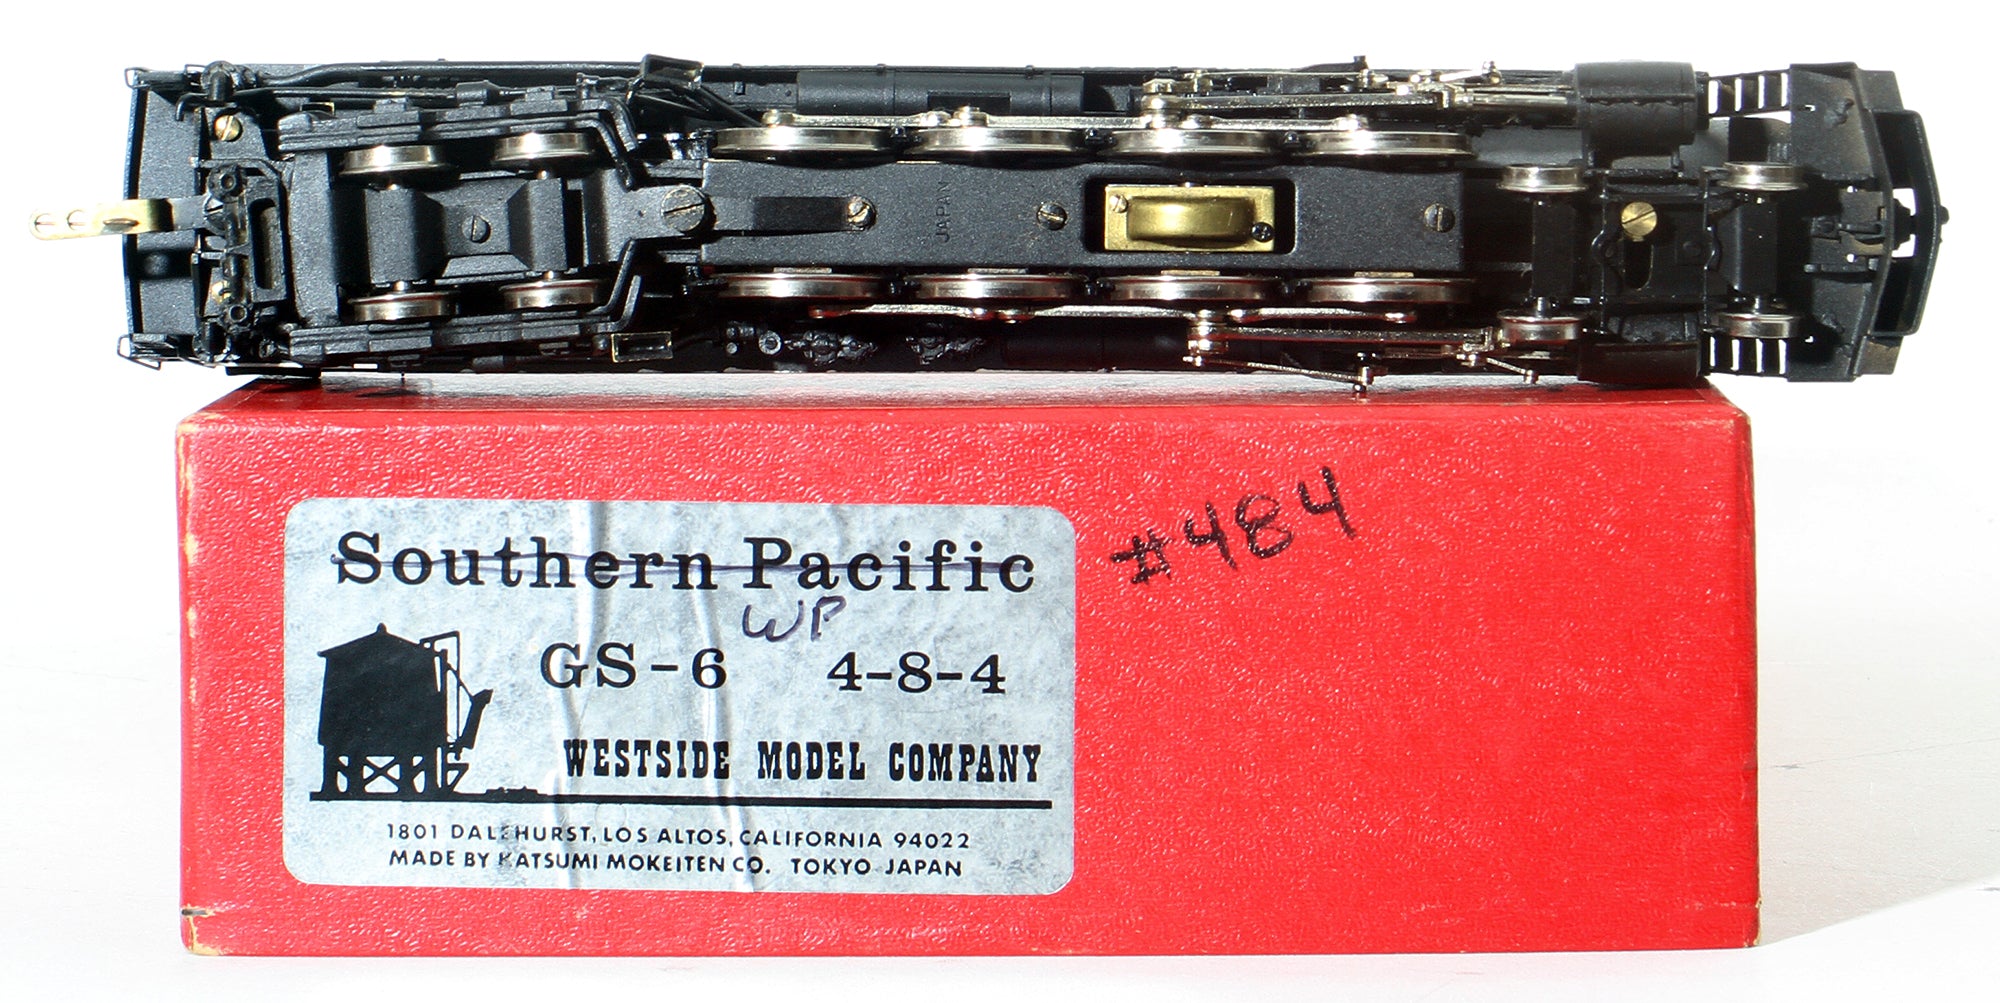 JAPAN
Southern Pacific
WP
GS-6 4-8-4
WESTSIDE MODEL COMPANY
1801 DALEHURST, LOS ALTOS, CALIFORNIA 94022
MADE BY KATSUMI MOKEITEN CO. TOKYO JAPAN
#484